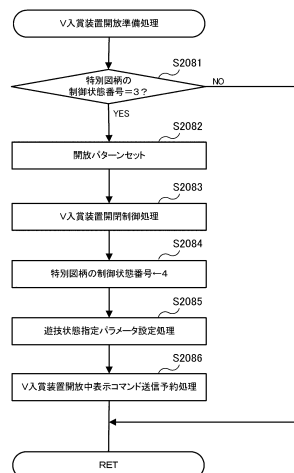 V入賞装置開放準備処理
S2081
特別図柄の
制御状態番号=3?
NO
YES
S2082
開放パターンセット
S2083
V入賞装置開閉制御処理
S2084
特別図柄の制御状態番号←4
S2085
遊技状態指定パラメータ設定処理
S2086
V入賞装置開放中表示コマンド送信予約処理
RET